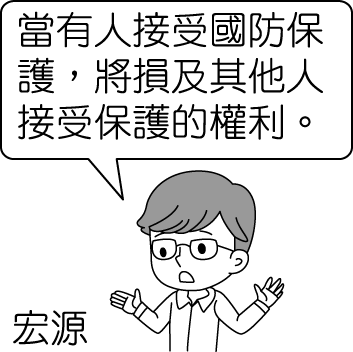 當有人接受國防保
護，將損及其他人
接受保護的權利。
宏源